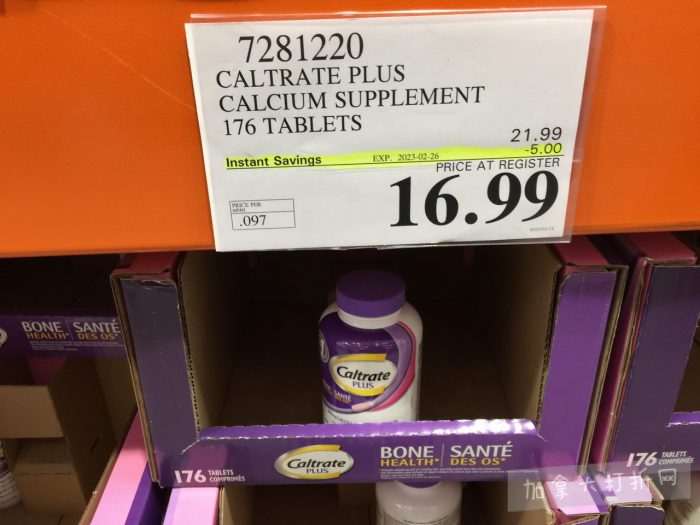 7281220
CALTRATE PLUS
CALCIUM SUPPLEMENT
176 TABLETS
21.99
Instant Savings EXP. 2023-02-26 -5.00
PRICE AT REGISTER
16.99
PRICE PER
.097
BONE HEALTH* | SANTÉ DES OS*
Caltrate
PLUS
Caltrate
PLUS
BONE | SANTÉ
HEALTH* | DES OS*
176 TABLETS
COMPRIMÉS
176 TABLETS
COMPRIMÉS
加拿大打折